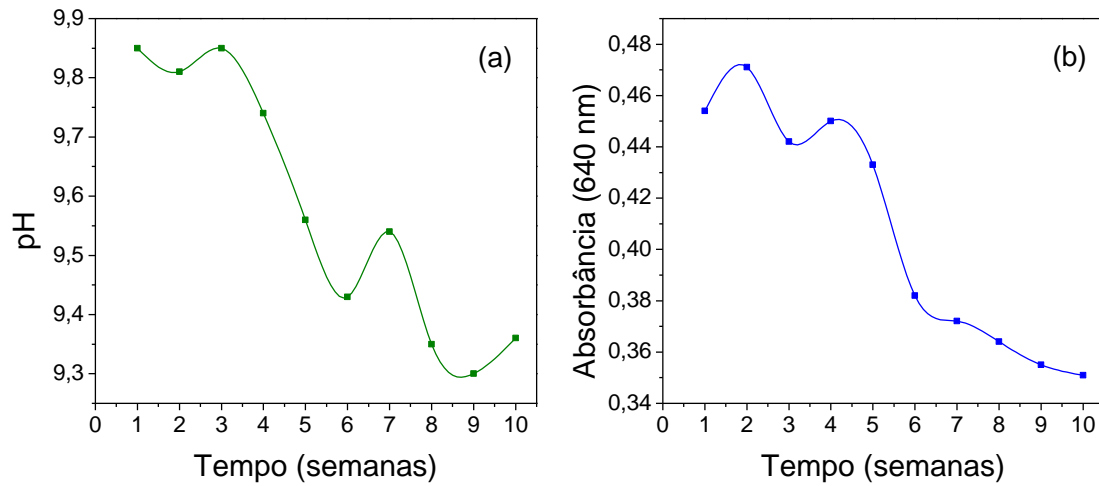 (a)
pH
9,9
9,8
9,7
9,6
9,5
9,4
9,3
0 1 2 3 4 5 6 7 8 9 10
Tempo (semanas)
(b)
Absorbância (640 nm)
0,48
0,46
0,44
0,42
0,40
0,38
0,36
0,34
0 1 2 3 4 5 6 7 8 9 10
Tempo (semanas)